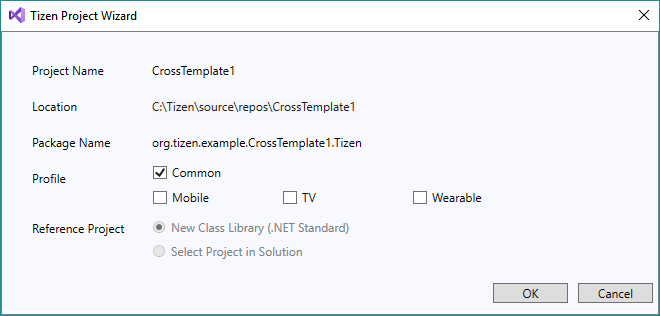 Tizen Project Wizard
Project Name CrossTemplate1
Location C:\Tizen\source\repos\CrossTemplate1
Package Name org.tizen.example.CrossTemplate1.Tizen
Profile Common
Mobile TV Wearable
Reference Project New Class Library (.NET Standard)
Select Project in Solution
OK Cancel